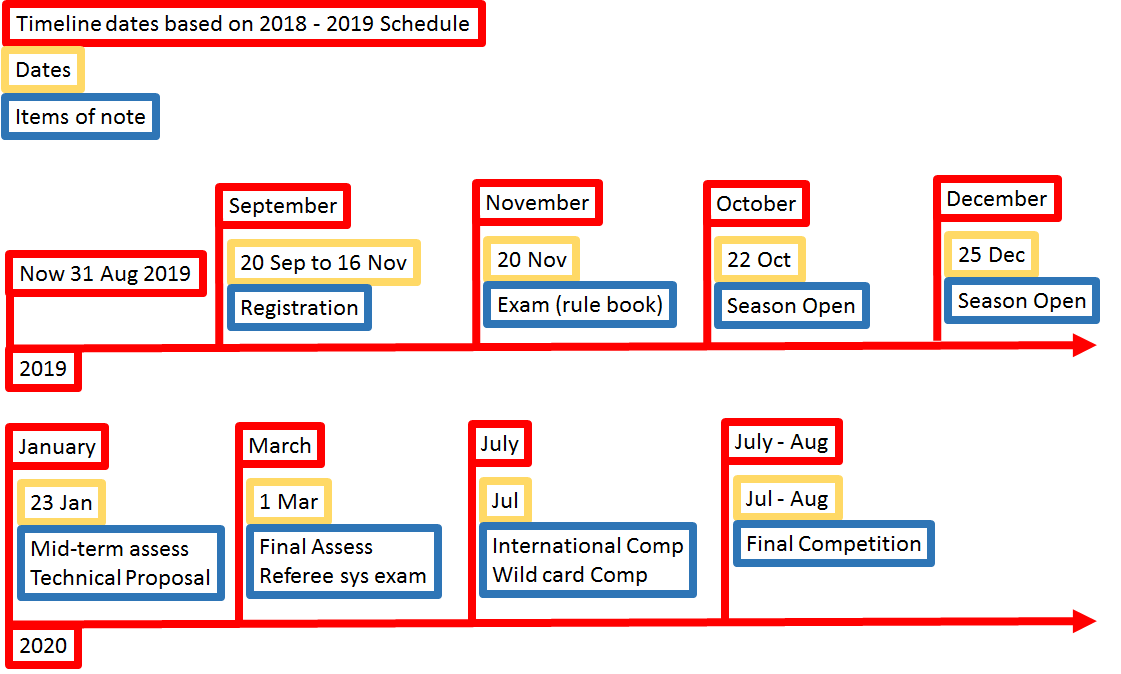 Timeline dates based on 2018 - 2019 Schedule
Dates
Items of note
Now 31 Aug 2019
September
20 Sep to 16 Nov
Registration
November
20 Nov
Exam (rule book)
October
22 Oct
Season Open
December
25 Dec
Season Open
2019
January
23 Jan
Mid-term assess
Technical Proposal
March
1 Mar
Final Assess
Referee sys exam
July
Jul
International Comp
Wild card Comp
July - Aug
Jul - Aug
Final Competition
2020